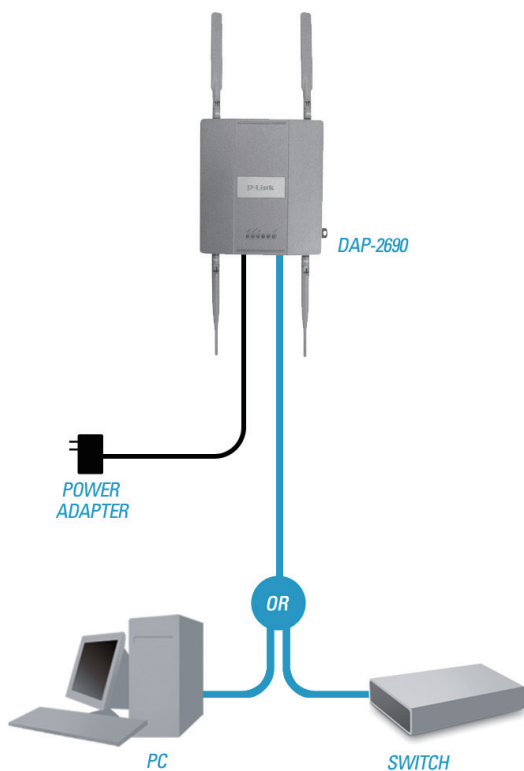 D-Link
DAP-2690
POWER
ADAPTER
OR
PC
SWITCH